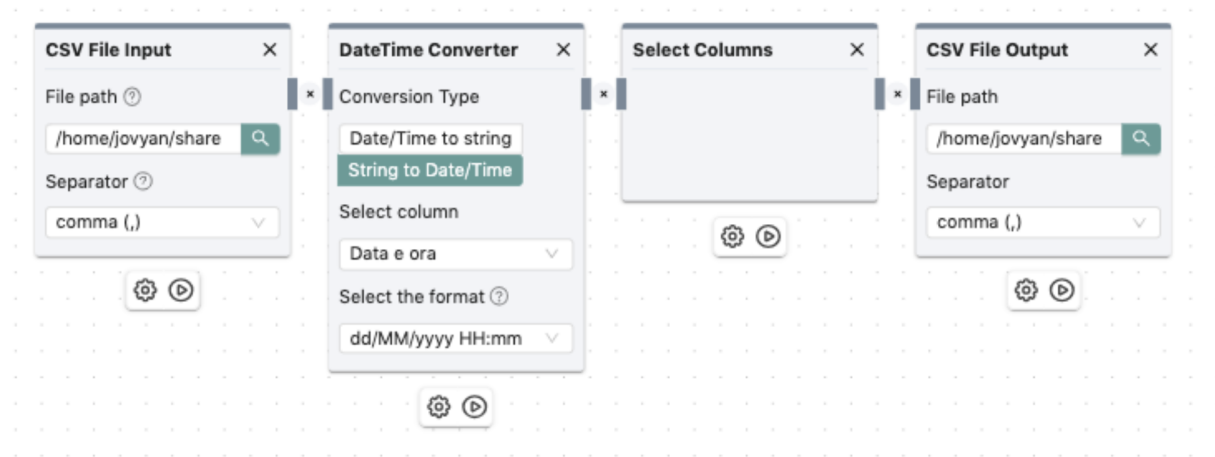 CSV File Input
File path
/home/jovyan/share
Separator
comma (,)
DateTime Converter
Conversion Type
Date/Time to string
String to Date/Time
Select column
Data e ora
Select the format
dd/MM/yyyy HH:mm
Select Columns
CSV File Output
File path
/home/jovyan/share
Separator
comma (,)